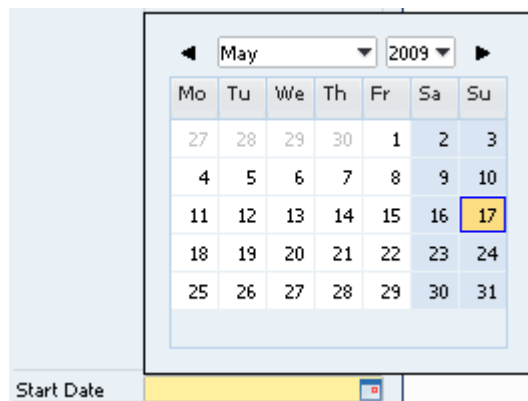 May 2009
Mo Tu We Th Fr Sa Su
27 28 29 30 1 2 3
4 5 6 7 8 9 10
11 12 13 14 15 16 17
18 19 20 21 22 23 24
25 26 27 28 29 30 31
Start Date